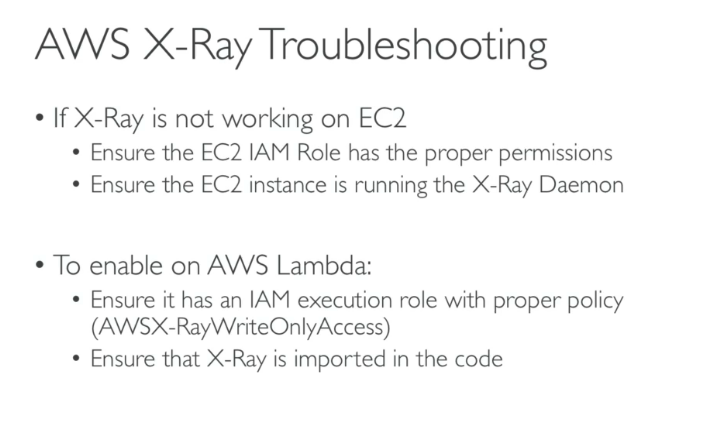 AWS X-Ray Troubleshooting
• If X-Ray is not working on EC2
• Ensure the EC2 IAM Role has the proper permissions
• Ensure the EC2 instance is running the X-Ray Daemon
• To enable on AWS Lambda:
• Ensure it has an IAM execution role with proper policy
(AWSX-RayWriteOnlyAccess)
• Ensure that X-Ray is imported in the code